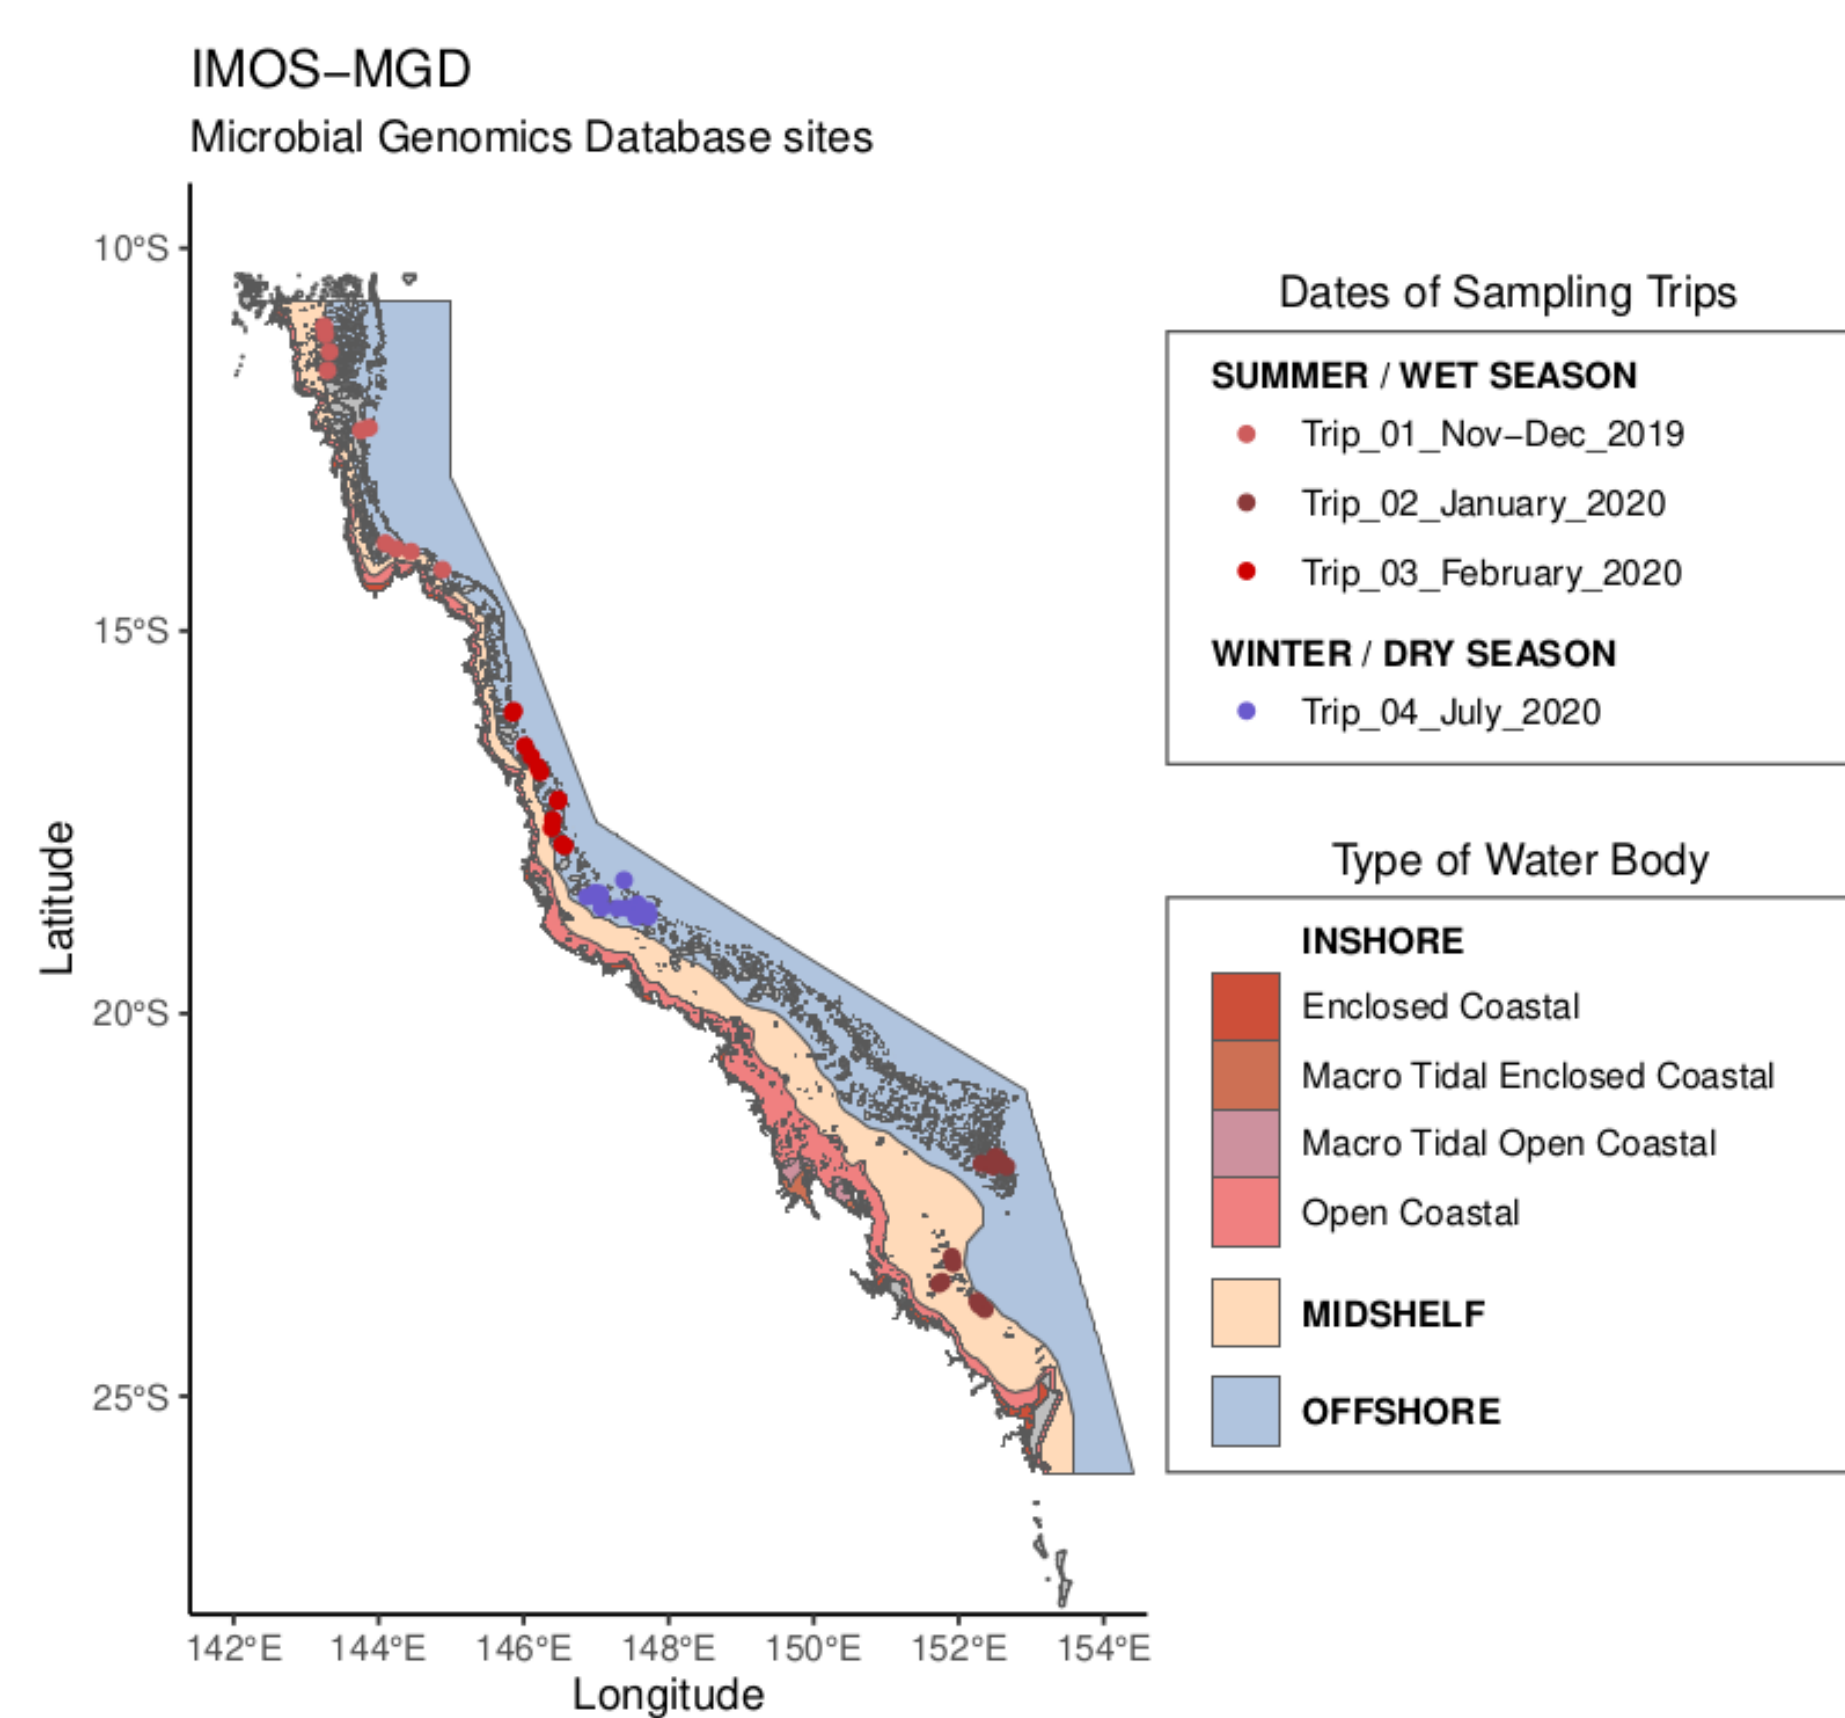 IMOS−MGD
Microbial Genomics Database sites
10°S
15°S
20°S
25°S
Latitude
142°E 144°E 146°E 148°E 150°E 152°E 154°E
Longitude
Dates of Sampling Trips
SUMMER / WET SEASON
Trip_01_Nov−Dec_2019
Trip_02_January_2020
Trip_03_February_2020
WINTER / DRY SEASON
Trip_04_July_2020
Type of Water Body
INSHORE
Enclosed Coastal
Macro Tidal Enclosed Coastal
Macro Tidal Open Coastal
Open Coastal
MIDSHELF
OFFSHORE